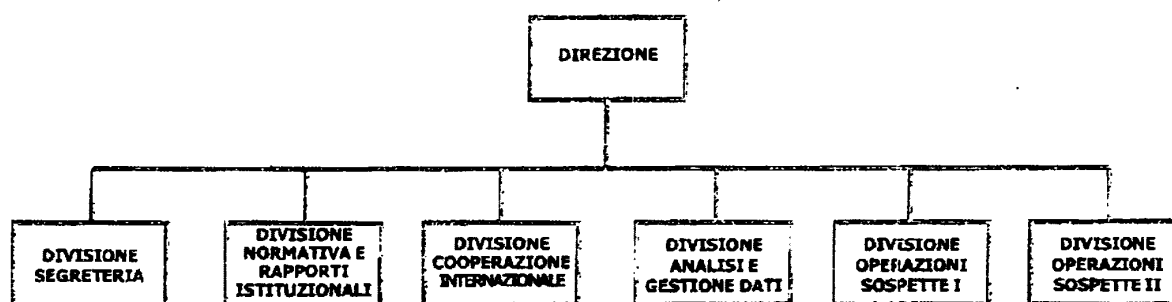 DIREZIONE
DIVISIONE
SEGRETERIA
DIVISIONE
NORMATIVA E
RAPPORTI
ISTITUZIONALI
DIVISIONE
COOPERAZIONE
INTERNAZIONALE
DIVISIONE
ANALISI E
GESTIONE DATI
DIVISIONE
OPERAZIONI
SOSPETTE I
DIVISIONE
OPERAZIONI
SOSPETTE II